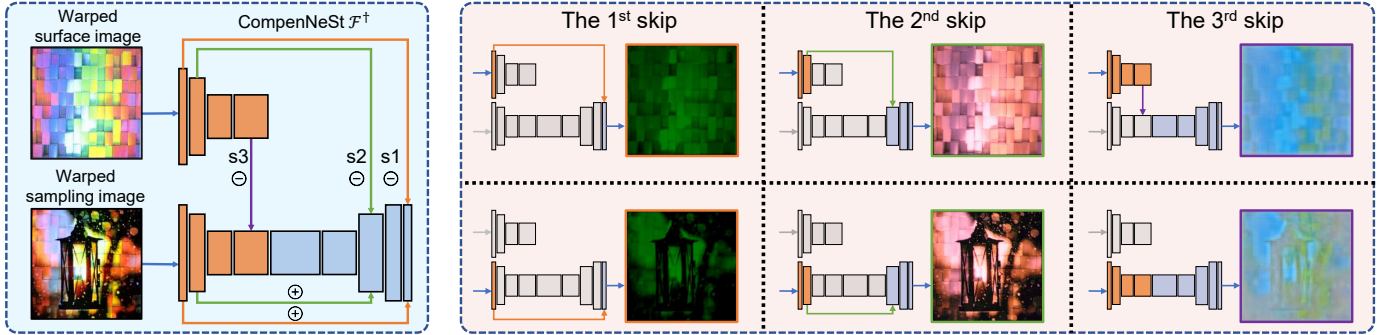 Warped
surface image
CompenNeSt ℱ†
s3 s2 s1
⊖ ⊖ ⊖
Warped
sampling image
⊕
⊕
The 1st skip
The 2nd skip
The 3rd skip